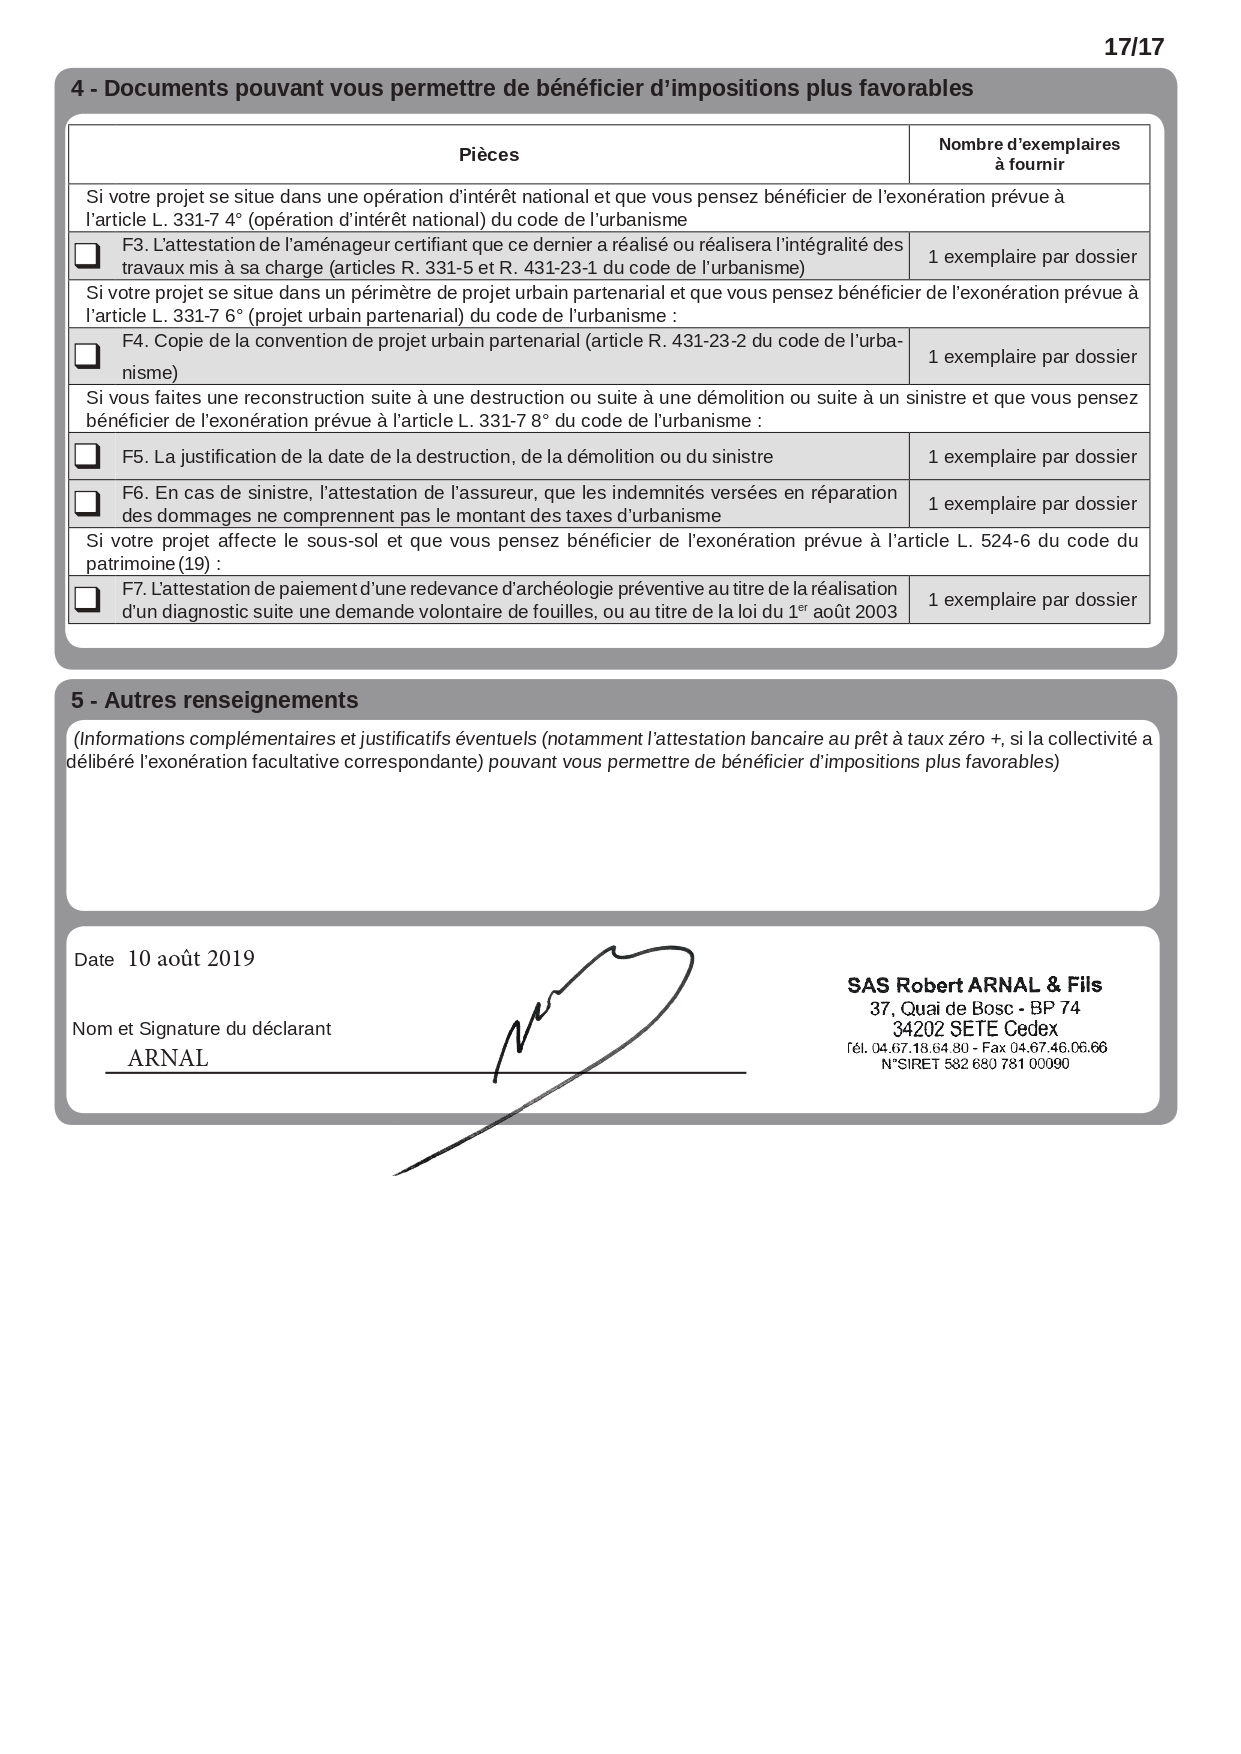 17/17
4 - Documents pouvant vous permettre de bénéficier d’impositions plus favorables
Pièces
Nombre d’exemplaires
à fournir
Si votre projet se situe dans une opération d’intérêt national et que vous pensez bénéficier de l’exonération prévue à
l’article L. 331-7 4° (opération d’intérêt national) du code de l’urbanisme
F3. L’attestation de l’aménageur certifiant que ce dernier a réalisé ou réalisera l’intégralité des
travaux mis à sa charge (articles R. 331-5 et R. 431-23-1 du code de l’urbanisme)
1 exemplaire par dossier
Si votre projet se situe dans un périmètre de projet urbain partenarial et que vous pensez bénéficier de l’exonération prévue à
l’article L. 331-7 6° (projet urbain partenarial) du code de l’urbanisme :
F4. Copie de la convention de projet urbain partenarial (article R. 431-23-2 du code de l’urba-
nisme)
1 exemplaire par dossier
Si vous faites une reconstruction suite à une destruction ou suite à une démolition ou suite à un sinistre et que vous pensez
bénéficier de l’exonération prévue à l’article L. 331-7 8° du code de l’urbanisme :
F5. La justification de la date de la destruction, de la démolition ou du sinistre
1 exemplaire par dossier
F6. En cas de sinistre, l’attestation de l’assureur, que les indemnités versées en réparation
des dommages ne comprennent pas le montant des taxes d’urbanisme
1 exemplaire par dossier
Si votre projet affecte le sous-sol et que vous pensez bénéficier de l’exonération prévue à l’article L. 524-6 du code du
patrimoine (19) :
F7. L’attestation de paiement d’une redevance d’archéologie préventive au titre de la réalisation
d’un diagnostic suite une demande volontaire de fouilles, ou au titre de la loi du 1er août 2003
1 exemplaire par dossier
5 - Autres renseignements
(Informations complémentaires et justificatifs éventuels (notamment l’attestation bancaire au prêt à taux zéro +, si la collectivité a
délibéré l’exonération facultative correspondante) pouvant vous permettre de bénéficier d’impositions plus favorables)
Date 10 août 2019
Nom et Signature du déclarant
ARNAL
SAS Robert ARNAL & Fils
37, Quai de Bosc - BP 74
34202 SETE Cedex
Tél. 04.67.18.64.80 - Fax 04.67.46.06.66
N°SIRET 582 680 781 00090